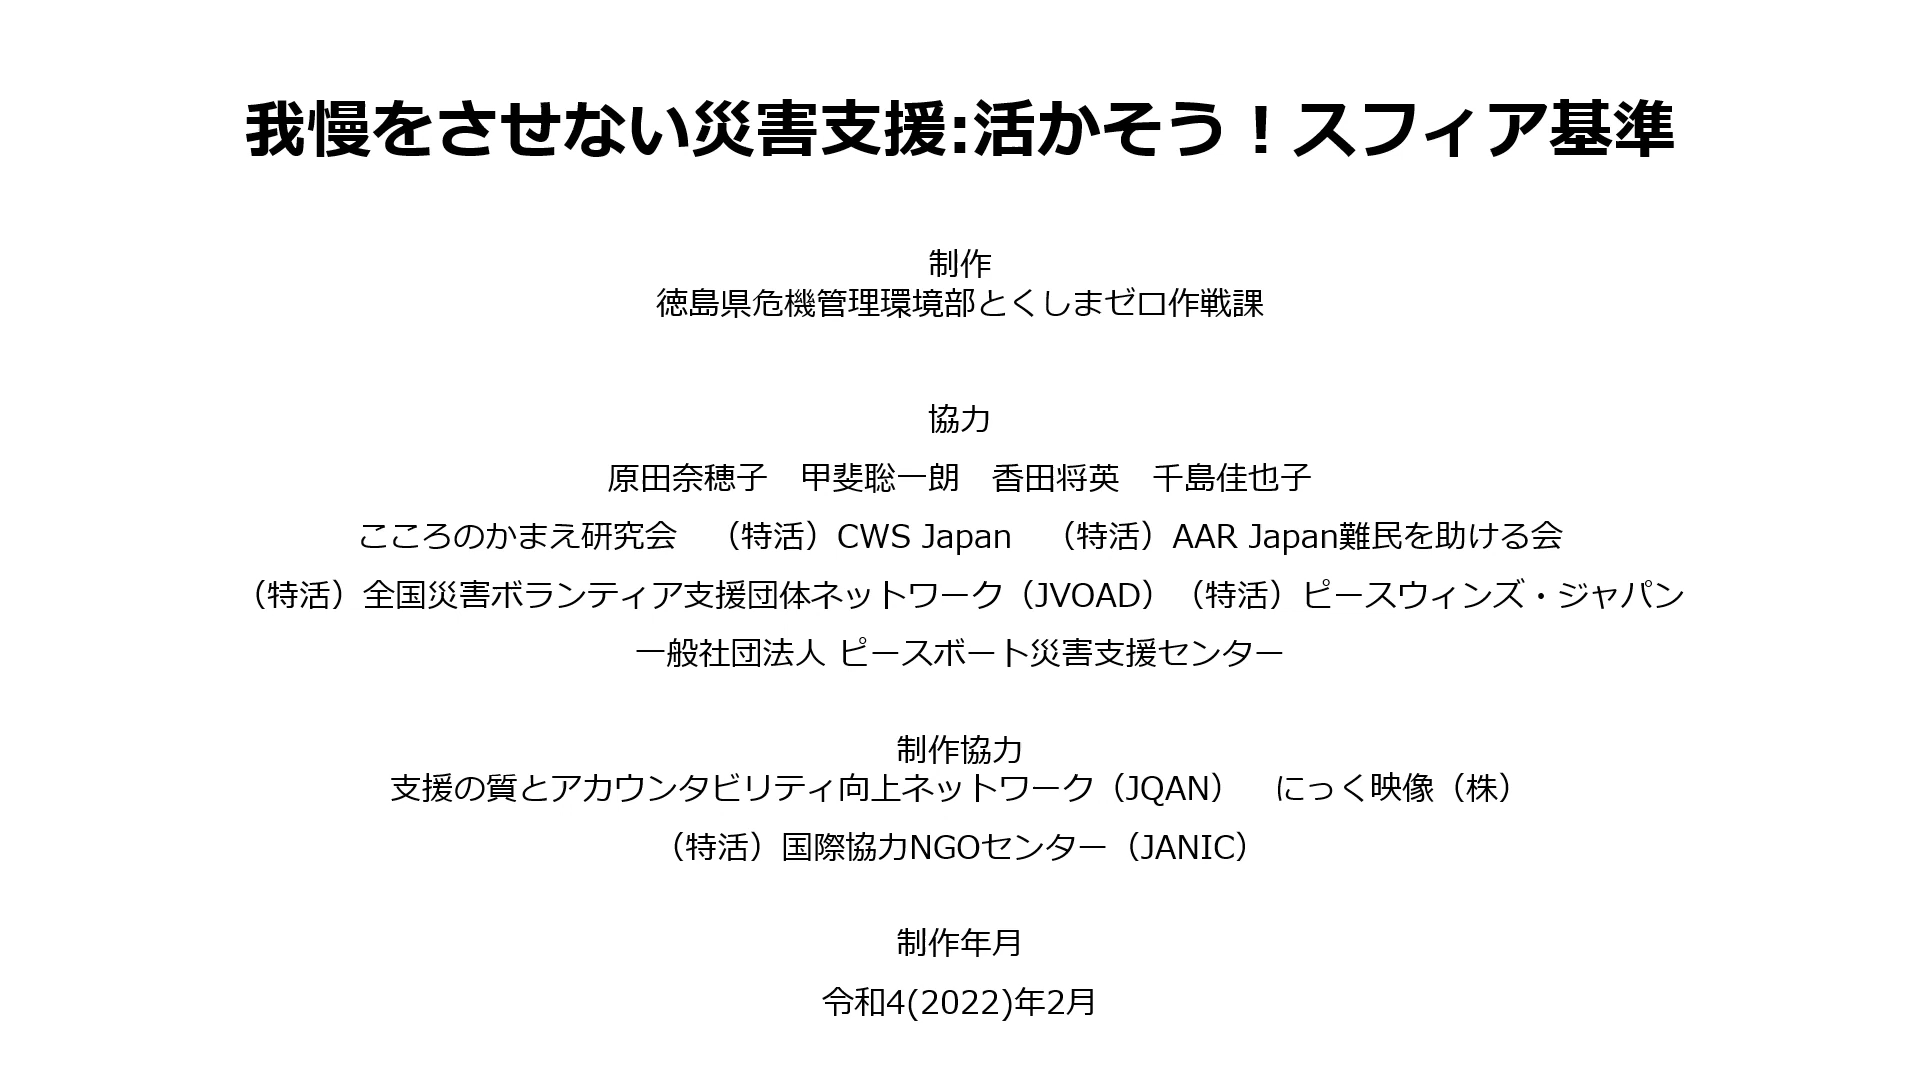 我慢をさせない災害支援:活かそう！スフィア基準
制作
徳島県危機管理環境部とくしまゼロ作戦課
協力
原田奈穂子　甲斐聡一朗　香田将英　千島佳也子
こころのかまえ研究会　（特活）CWS Japan　（特活）AAR Japan難民を助ける会
（特活）全国災害ボランティア支援団体ネットワーク（JVOAD）（特活）ピースウィンズ・ジャパン
一般社団法人 ピースボート災害支援センター
制作協力
支援の質とアカウンタビリティ向上ネットワーク（JQAN）　にっく映像（株）
（特活）国際協力NGOセンター（JANIC）
制作年月
令和4(2022)年2月